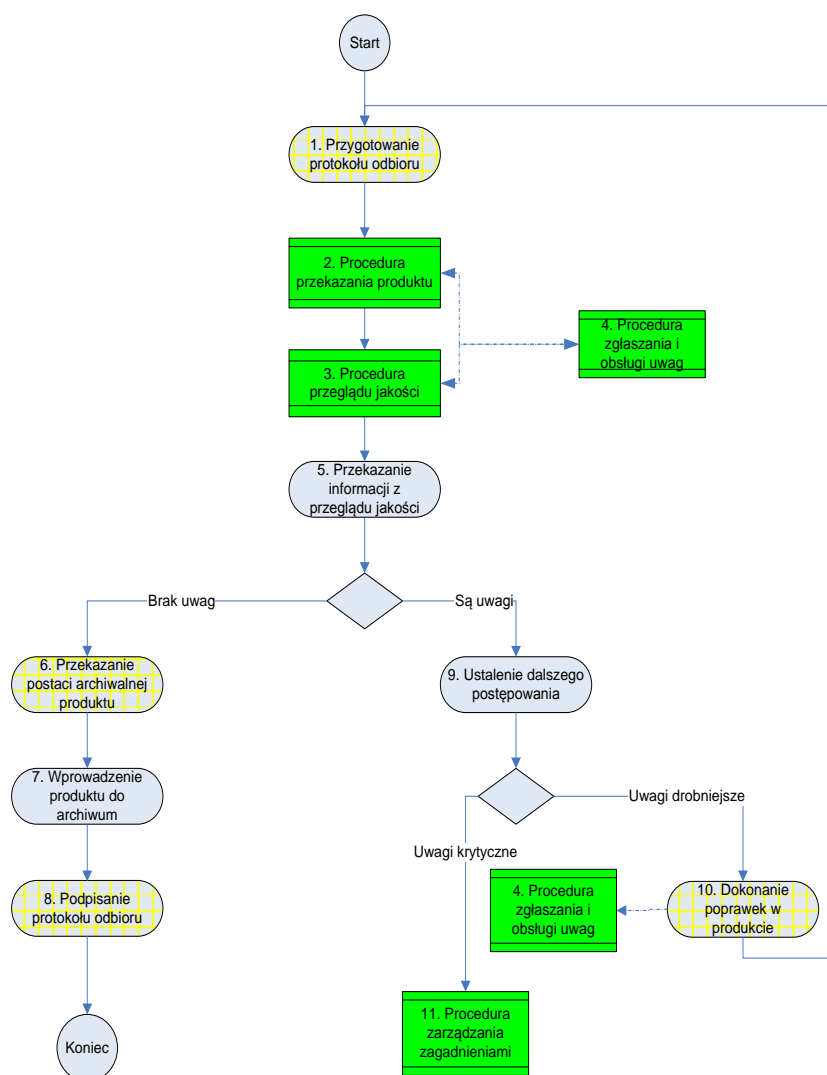 Start
1. Przygotowanie
protokołu odbioru
2. Procedura
przekazania produktu
4. Procedura
zgłaszania i
obsługi uwag
3. Procedura
przeglądu jakości
5. Przekazanie
informacji z
przeglądu jakości
Brak uwag
Są uwagi
6. Przekazanie
postaci archiwalnej
produktu
9. Ustalenie dalszego
postępowania
7. Wprowadzenie
produktu do
archiwum
Uwagi drobniejsze
Uwagi krytyczne
8. Podpisanie
protokołu odbioru
4. Procedura
zgłaszania i
obsługi uwag
10. Dokonanie
poprawek w
produkcie
11. Procedura
zarządzania
zagadnieniami
Koniec